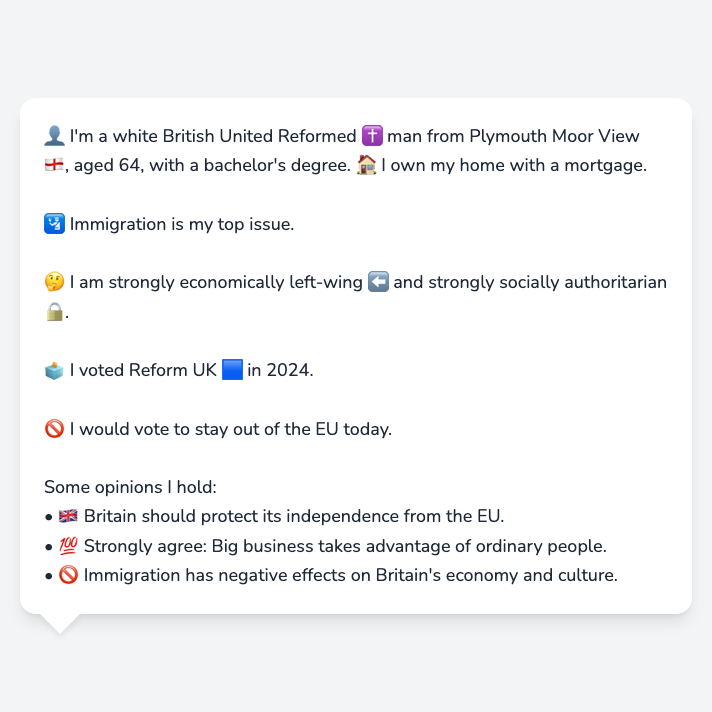 👤 I'm a white British United Reformed ✝️ man from Plymouth Moor View
🏴󠁧󠁢󠁥󠁮󠁧󠁿, aged 64, with a bachelor's degree. 🏠 I own my home with a mortgage.
🛂 Immigration is my top issue.
🤔 I am strongly economically left-wing ⬅️ and strongly socially authoritarian
🔒.
🗳️ I voted Reform UK 🟦 in 2024.
🚫 I would vote to stay out of the EU today.
Some opinions I hold:
• 🇬🇧 Britain should protect its independence from the EU.
• 💯 Strongly agree: Big business takes advantage of ordinary people.
• 🚫 Immigration has negative effects on Britain's economy and culture.